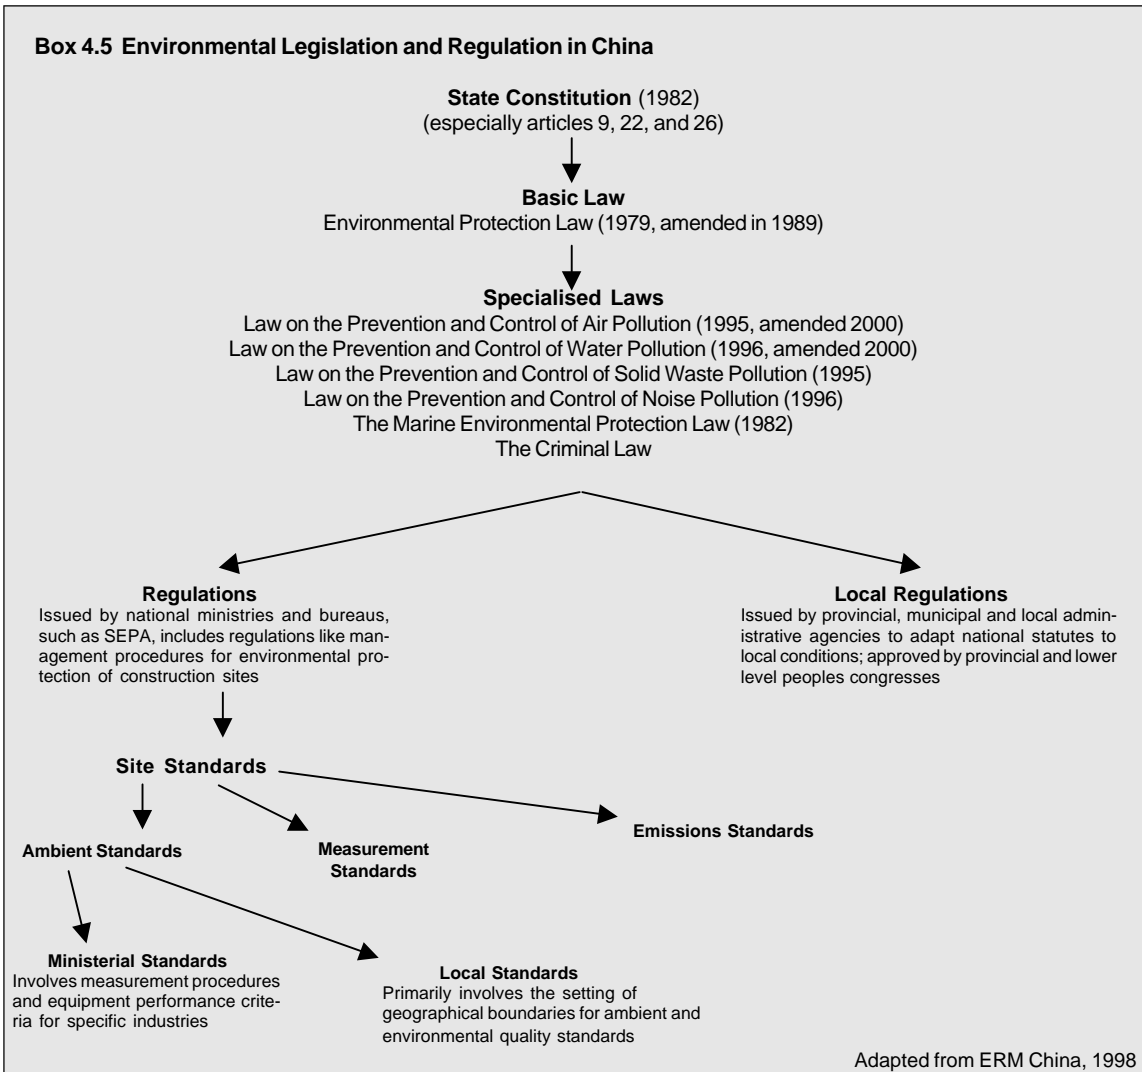 Box 4.5 Environmental Legislation and Regulation in China
State Constitution (1982)
(especially articles 9, 22, and 26)
Basic Law
Environmental Protection Law (1979, amended in 1989)
Specialised Laws
Law on the Prevention and Control of Air Pollution (1995, amended 2000)
Law on the Prevention and Control of Water Pollution (1996, amended 2000)
Law on the Prevention and Control of Solid Waste Pollution (1995)
Law on the Prevention and Control of Noise Pollution (1996)
The Marine Environmental Protection Law (1982)
The Criminal Law
Regulations
Issued by national ministries and bureaus,
such as SEPA, includes regulations like man-
agement procedures for environmental pro-
tection of construction sites
Local Regulations
Issued by provincial, municipal and local admin-
istrative agencies to adapt national statutes to
local conditions; approved by provincial and lower
level peoples congresses
Site Standards
Emissions Standards
Ambient Standards
Measurement
Standards
Ministerial Standards
Involves measurement procedures
and equipment performance crite-
ria for specific industries
Local Standards
Primarily involves the setting of
geographical boundaries for ambient and
environmental quality standards
Adapted from ERM China, 1998